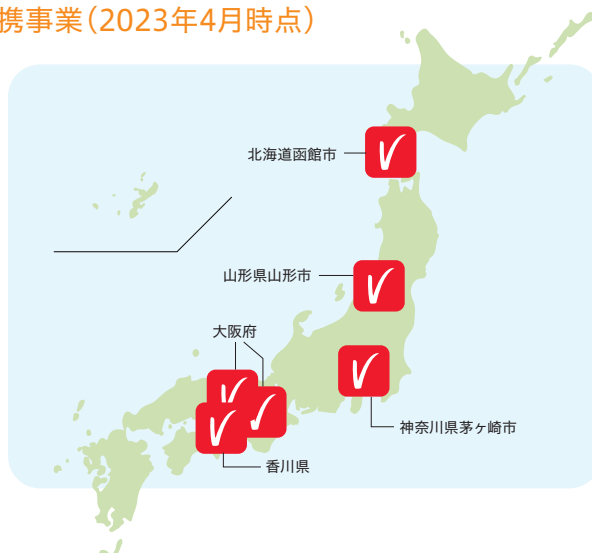 携事業(2023年4月時点)
北海道函館市
山形県山形市
大阪府
神奈川県茅ヶ崎市
香川県